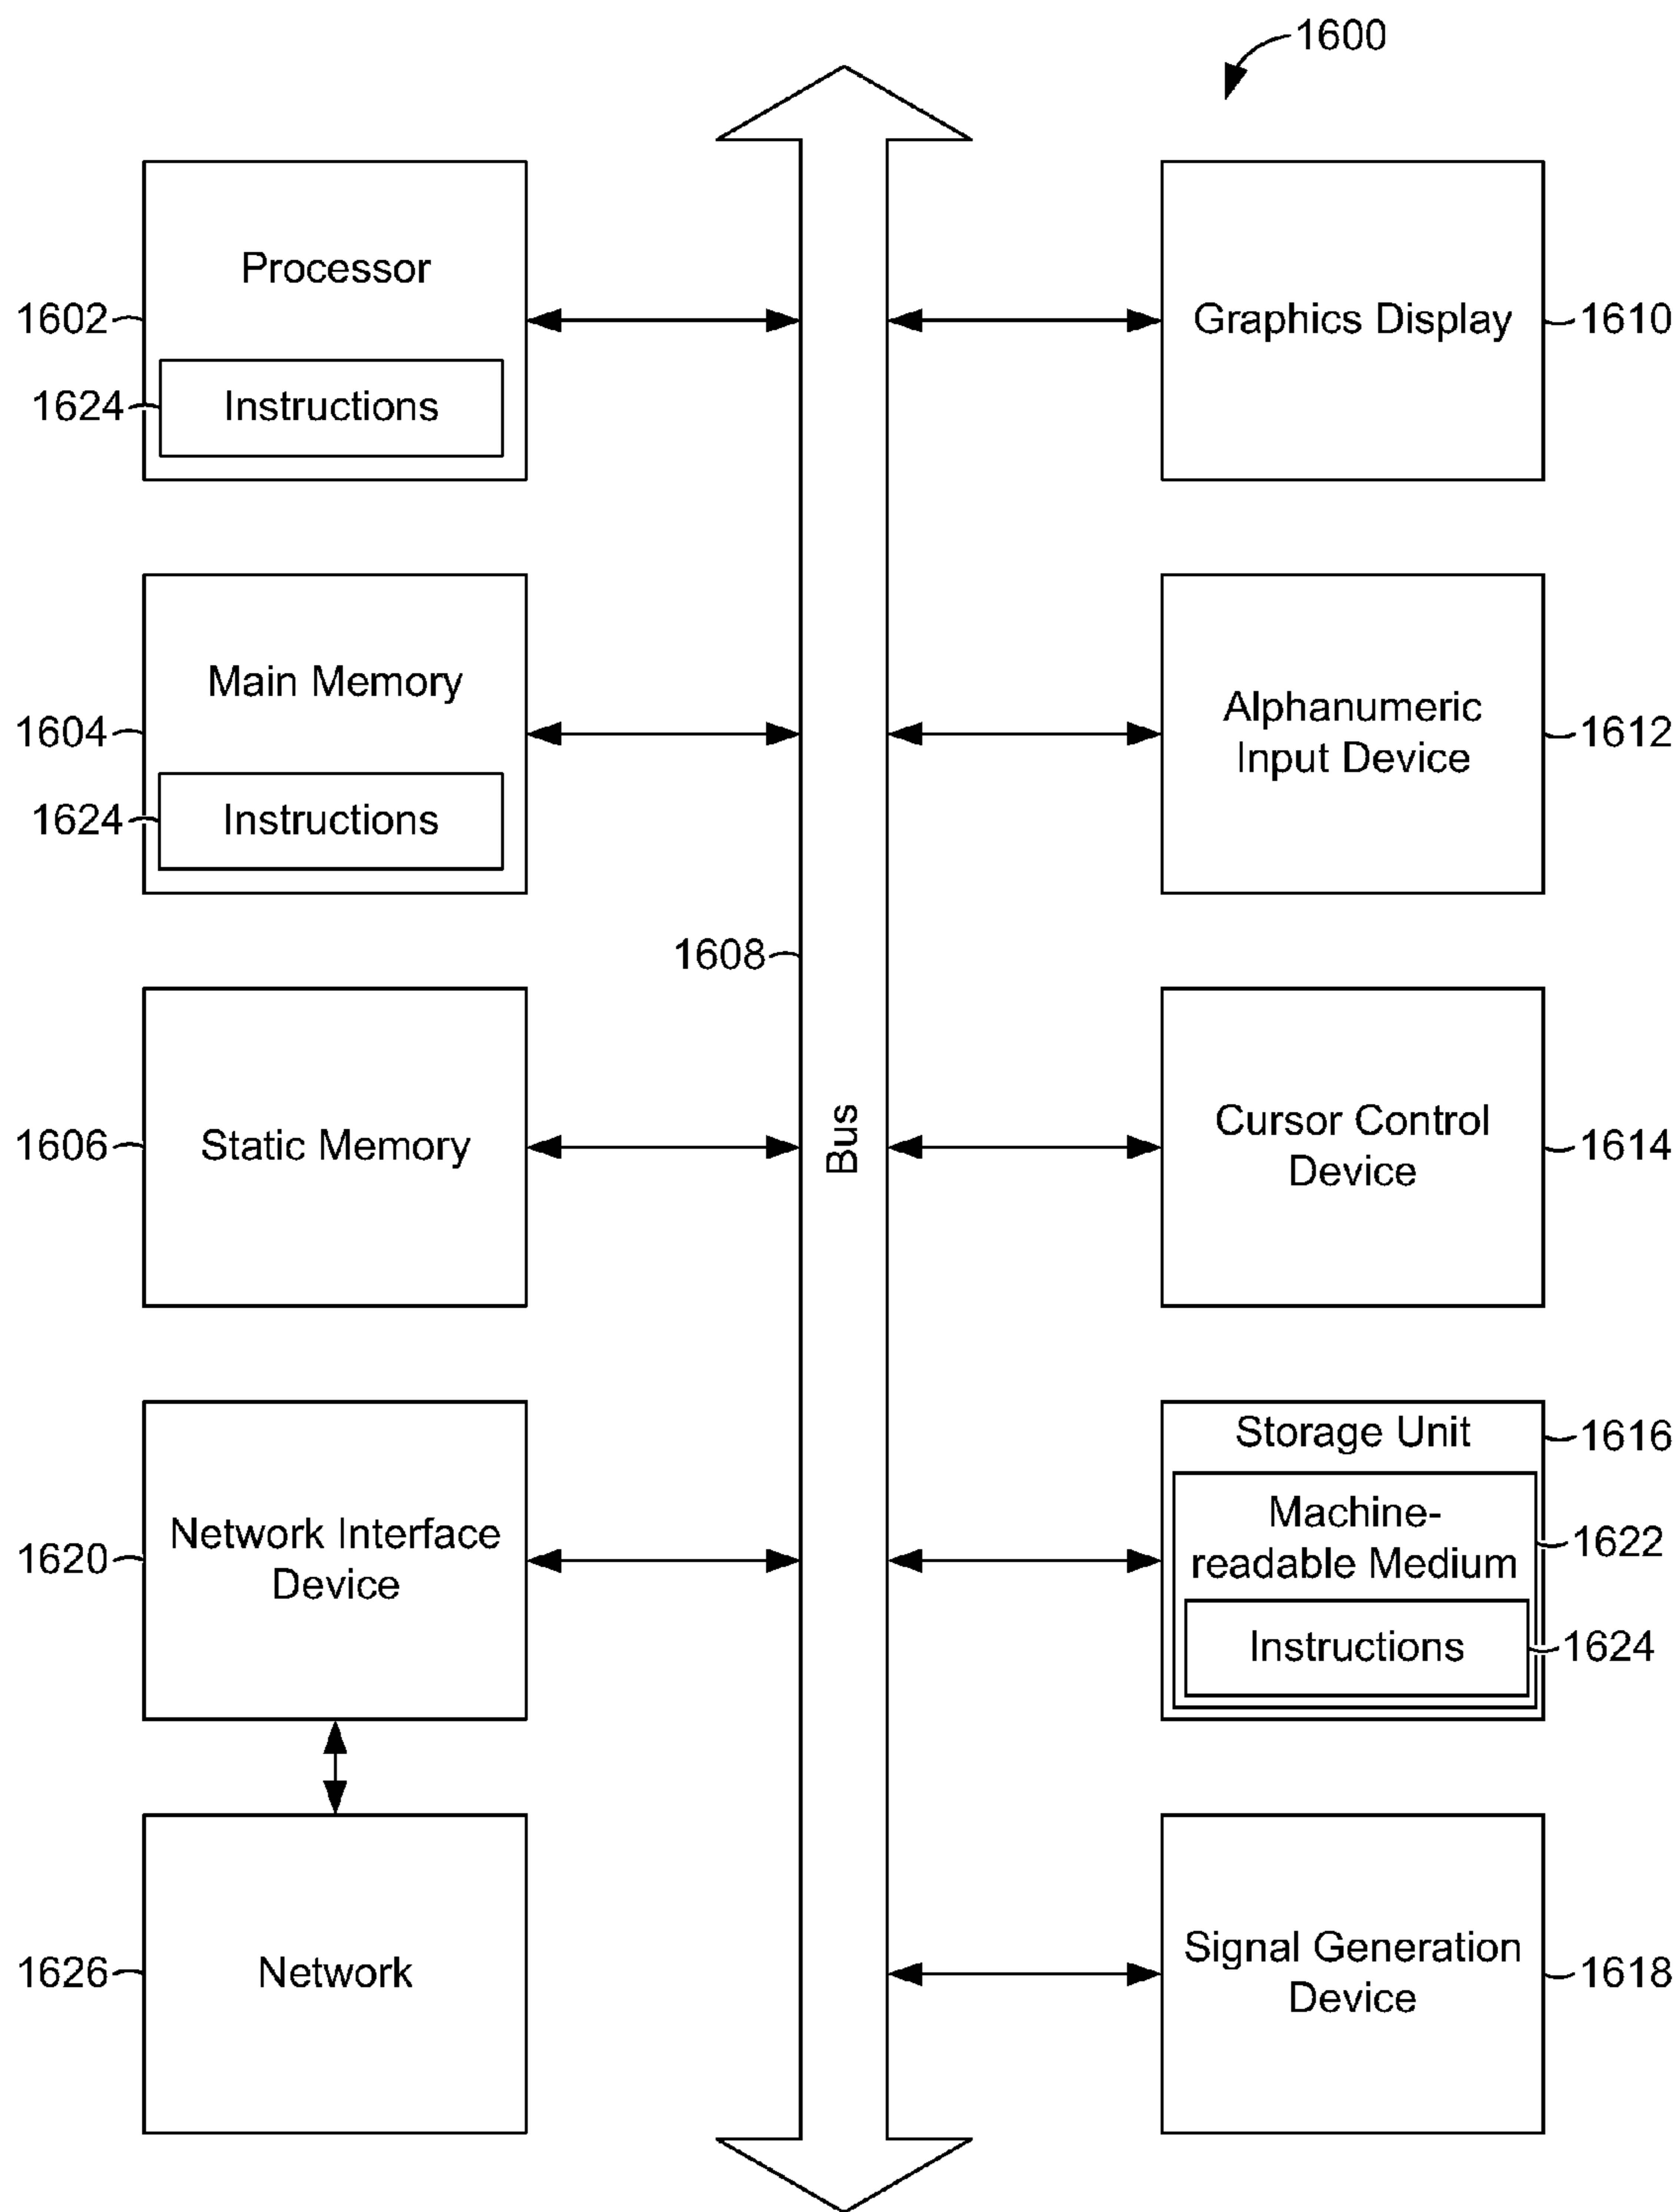 1600
Processor
1602
1624
Instructions
Graphics Display
1610
Main Memory
1604
1624
Instructions
Alphanumeric
Input Device
1612
1608
Bus
Static Memory
1606
Cursor Control
Device
1614
Network Interface
Device
1620
Storage Unit
1616
Machine-
readable Medium
1622
Instructions
1624
Network
1626
Signal Generation
Device
1618